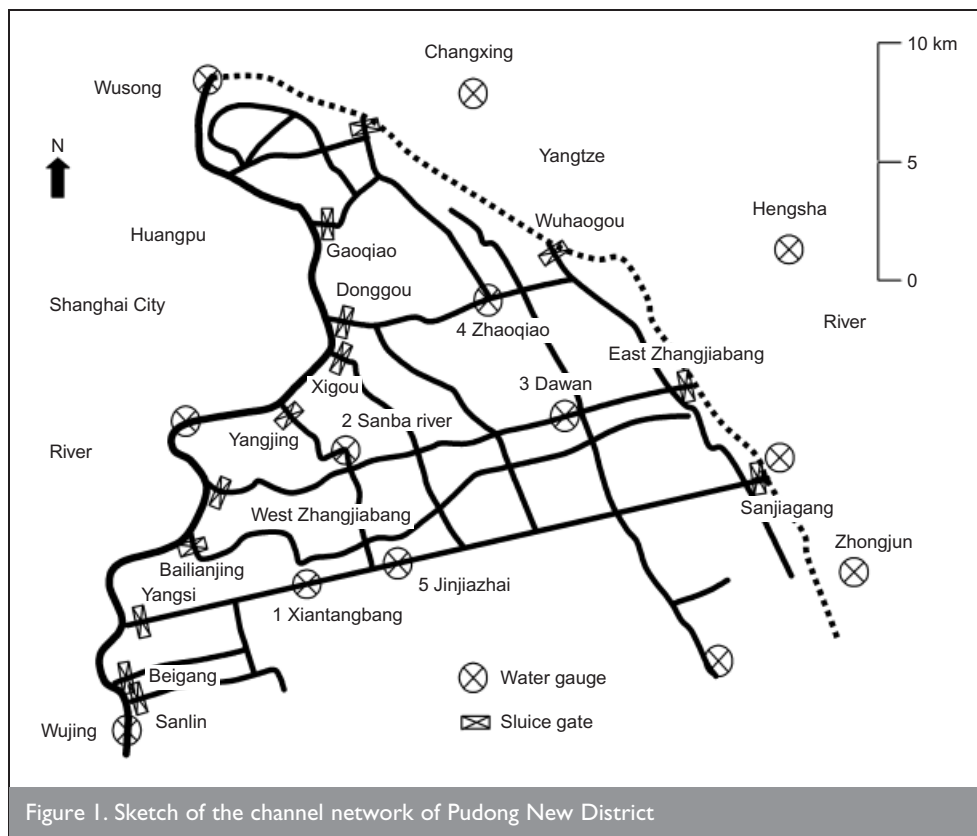 Changxing
10 km
Wusong
N
Yangtze
5
Wuhaogou
Hengsha
Huangpu
Gaoqiao
0
Donggou
Shanghai City
River
4 Zhaoqiao
East Zhangjiabang
Xigou
3 Dawan
2 Sanba river
Yangjing
River
West Zhangjiabang
Sanjiagang
Zhongjun
Bailianjing
5 Jinjiazhai
Yangsi
1 Xiantangbang
Beigang
Water gauge
Sanlin
Wujing
Sluice gate
Figure 1. Sketch of the channel network of Pudong New District